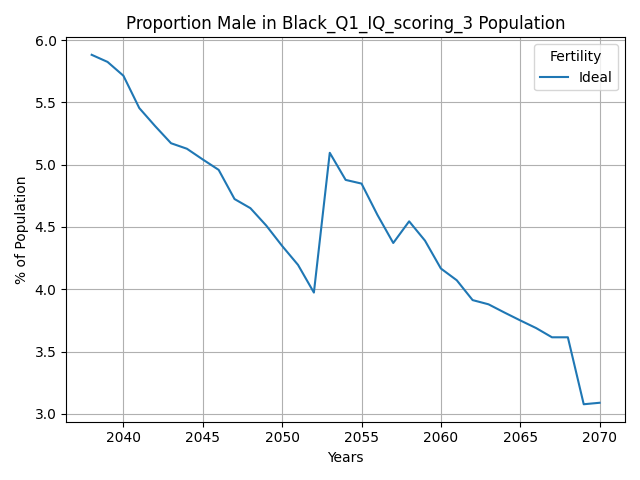 Proportion Male in Black_Q1_IQ_scoring_3 Population
Fertility
Ideal
% of Population
6.0
5.5
5.0
4.5
4.0
3.5
3.0
2040 2045 2050 2055 2060 2065 2070
Years